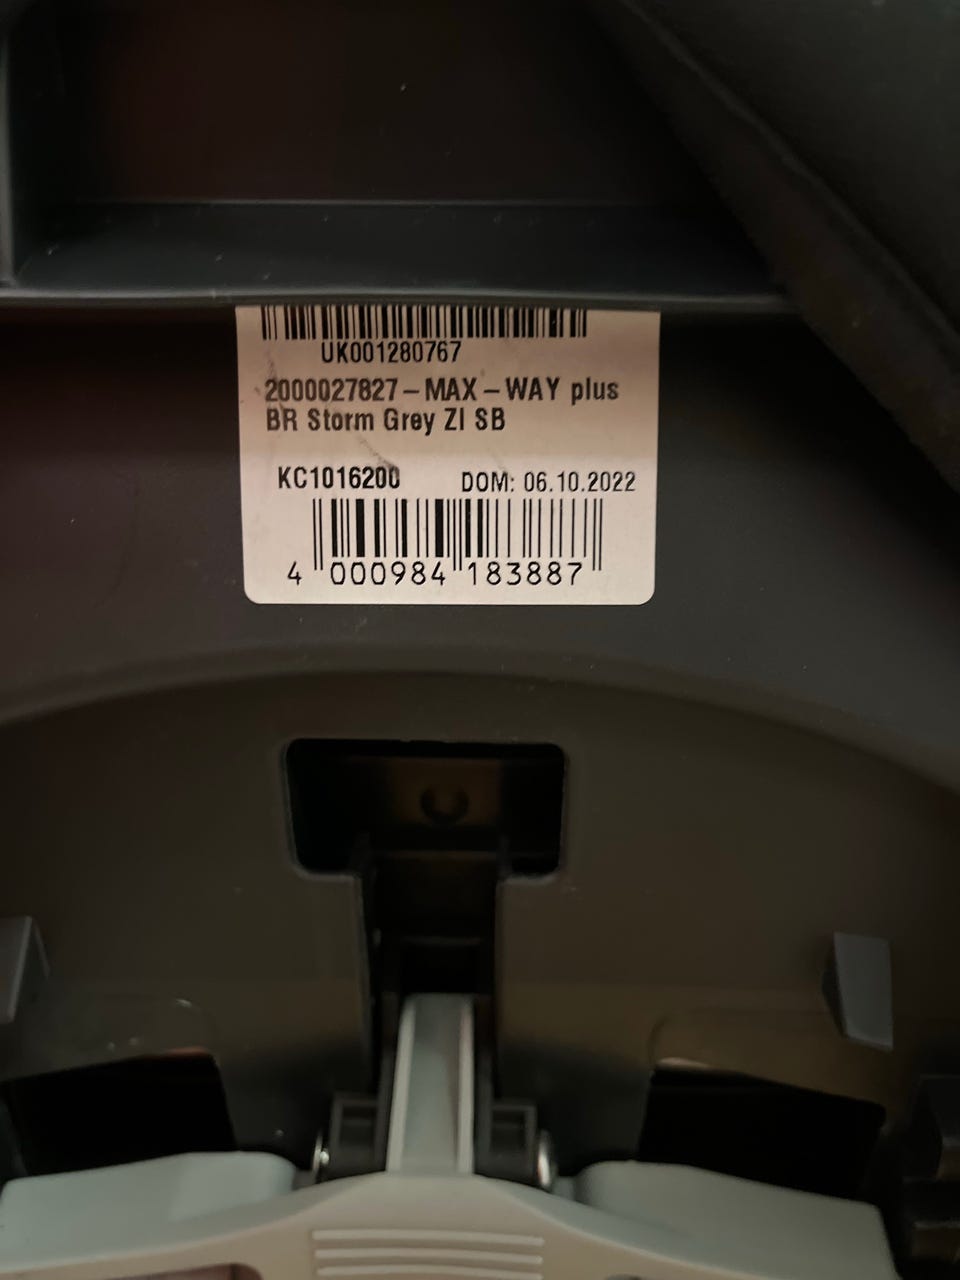 UK001280767
2000027827-MAX-WAY plus
BR Storm Grey ZI SB
KC1016200 DOM: 06.10.2022
4 000984 183887